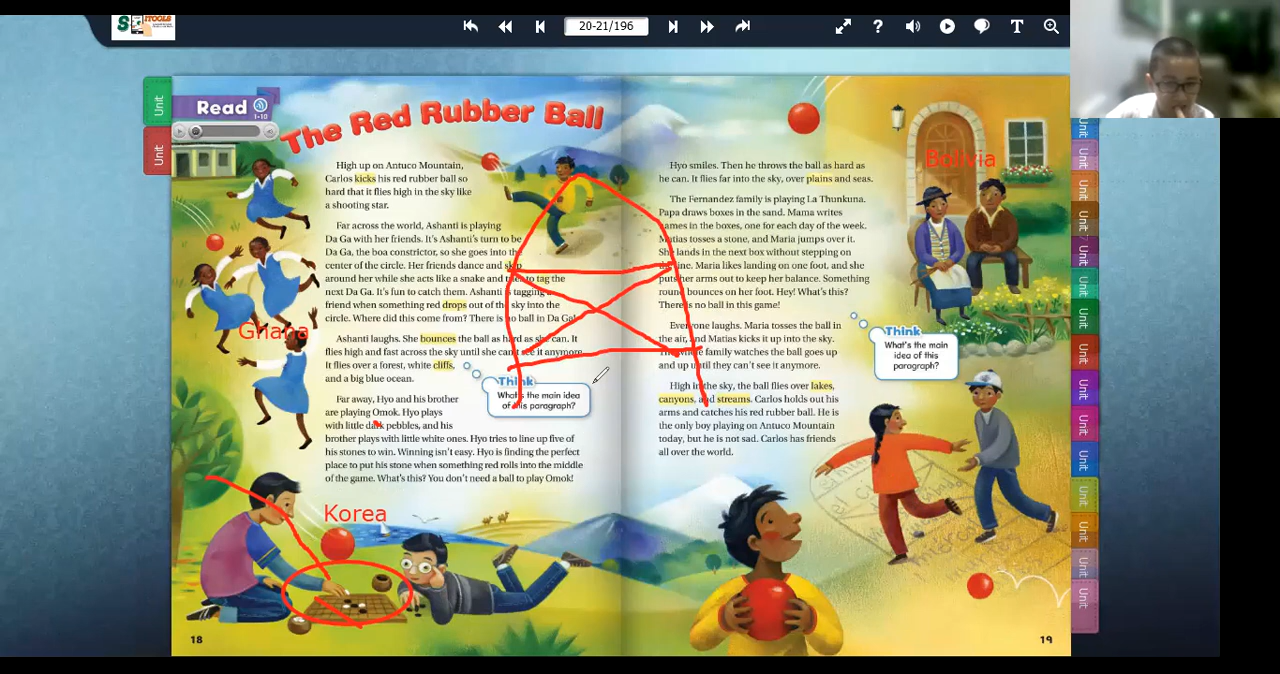 S
ITOOLS
20-21/196
?
T
Unit
Unit
Read
1-10
The Red Rubber Ball
High up on Antuco Mountain,
Carlos kicks his red rubber ball so
hard that it flies high in the sky like
a shooting star.
Far across the world, Ashanti is playing
Da Ga with her friends. It's Ashanti's turn to be
Da Ga, the boa constrictor, so she goes into the
center of the circle. Her friends dance and skip
around her while she acts like a snake and tries to tag the
next Da Ga. It's fun to catch them. Ashanti is tagging a
friend when something red drops out of the sky into the
circle. Where did this come from? There is no ball in Da Ga!
Ghana
Ashanti laughs. She bounces the ball as hard as she can. It
flies high and fast across the sky until she can't see it anymore.
It flies over a forest, white cliffs,
and a big blue ocean.
Think
What's the main
idea of this paragraph?
Far away, Hyo and his brother
are playing Omok. Hyo plays
with little dark pebbles, and his
brother plays with little white ones. Hyo tries to line up five of
his stones to win. Winning isn't easy. Hyo is finding the perfect
place to put his stone when something red rolls into the middle
of the game. What's this? You don't need a ball to play Omok!
Korea
18
Hyo smiles. Then he throws the ball as hard as
he can. It flies far into the sky, over plains and seas.
Bolivia
The Fernandez family is playing La Thunkuna.
Papa draws boxes in the sand. Mama writes
names in the boxes, one for each day of the week.
Matias tosses a stone, and Maria jumps over it.
She lands in the next box without stepping on
the line. Maria likes landing on one foot, and she
puts her arms out to keep her balance. Something
round bounces on her foot. Hey! What's this?
There is no ball in this game!
Everyone laughs. Maria tosses the ball in
the air, and Matias kicks it up into the sky.
The whole family watches the ball goes up
and up until they can't see it anymore.
Think
What's the main
idea of this
paragraph?
High in the sky, the ball flies over lakes,
canyons, and streams. Carlos holds out his
arms and catches his red rubber ball. He is
the only boy playing on Antuco Mountain
today, but he is not sad. Carlos has friends
all over the world.
19
Unit
Unit
Unit
Unit
Unit
Unit
Unit
Unit
Unit
Unit
Unit
Unit
Unit
Unit